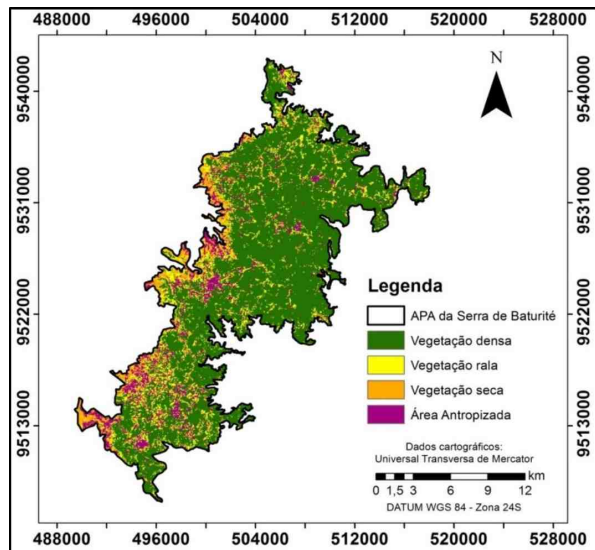 488000 496000 504000 512000 520000 528000
N
9540000
9540000
9531000
9531000
9522000
9522000
9513000
9513000
Legenda
APA da Serra de Baturité
Vegetação densa
Vegetação rala
Vegetação seca
Área Antropizada
Dados cartográficos:
Universal Transversa de Mercator
km
0 1,5 3 6 9 12
DATUM WGS 84 - Zona 24S
488000 496000 504000 512000 520000 528000